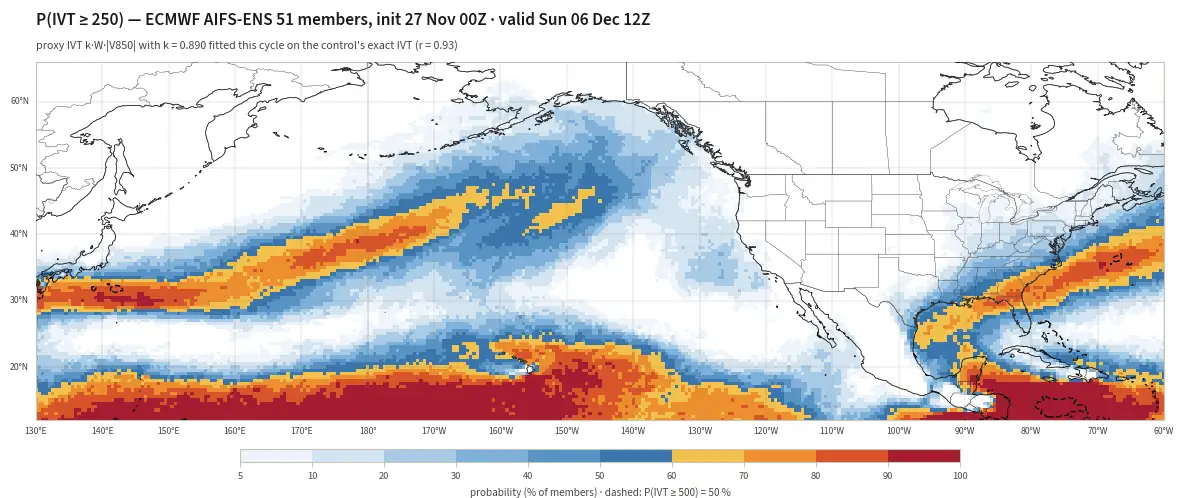 P(IVT ≥ 250) — ECMWF AIFS-ENS 51 members, init 27 Nov 00Z · valid Sun 06 Dec 12Z
proxy IVT k·W·|V850| with k = 0.890 fitted this cycle on the control's exact IVT (r = 0.93)
60°N
50°N
40°N
30°N
20°N
130°E 140°E 150°E 160°E 170°E 180° 170°W 160°W 150°W 140°W 130°W 120°W 110°W 100°W 90°W 80°W 70°W 60°W
5 10 20 30 40 50 60 70 80 90 100
probability (% of members) · dashed: P(IVT ≥ 500) = 50 %